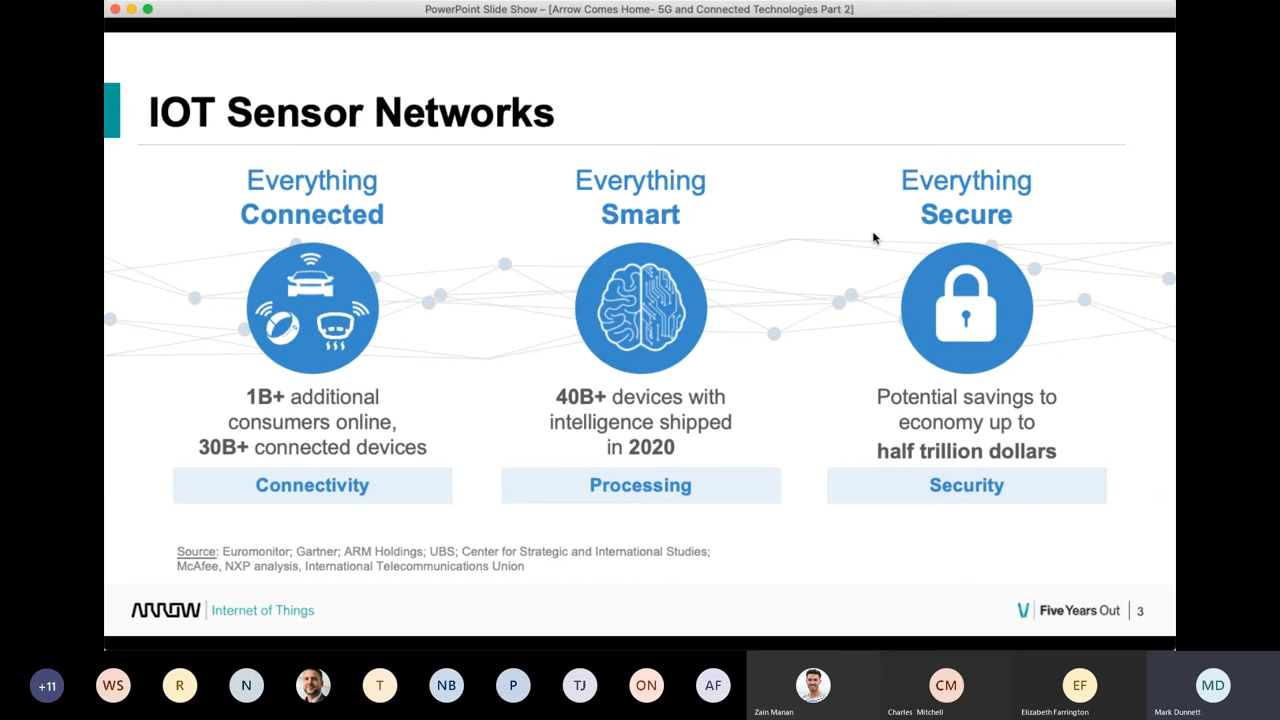 PowerPoint Slide Show – [Arrow Comes Home- 5G and Connected Technologies Part 2]
IOT Sensor Networks
Everything
Connected
1B+ additional
consumers online,
30B+ connected devices
Connectivity
Everything
Smart
40B+ devices with
intelligence shipped
in 2020
Processing
Everything
Secure
Potential savings to
economy up to
half trillion dollars
Security
Source: Euromonitor; Gartner; ARM Holdings; UBS; Center for Strategic and International Studies;
McAfee, NXP analysis, International Telecommunications Union
ARROW Internet of Things
Five Years Out 3
+11 WS R N T NB P TJ ON AF CM EF MD
Zain Manan Charles Mitchell Elizabeth Farrington Mark Dunnett